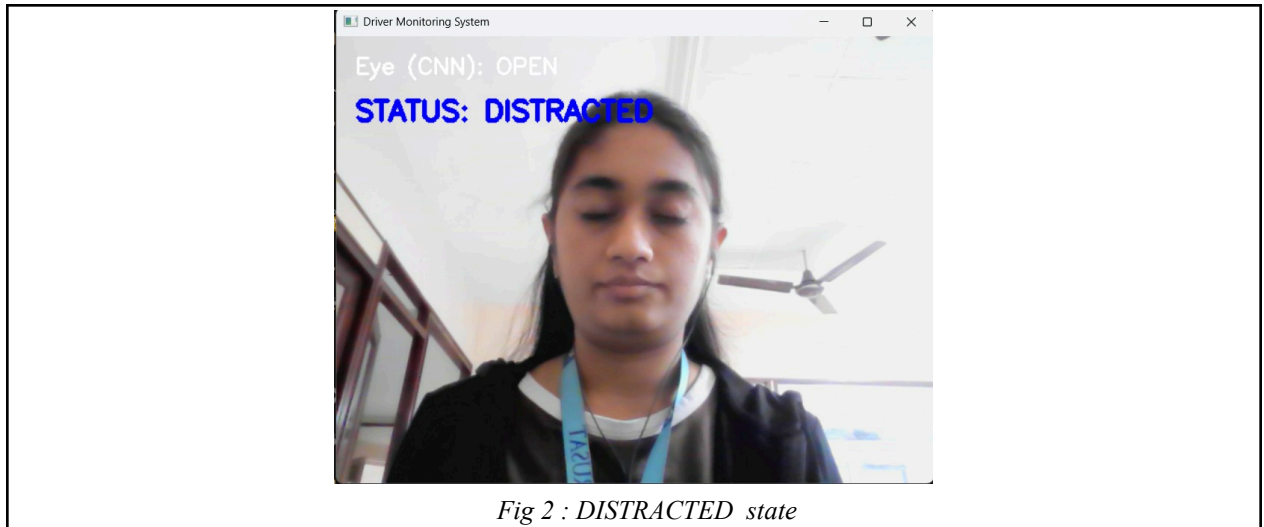 Driver Monitoring System
Eye (CNN): OPEN
STATUS: DISTRACTED
Fig 2 : DISTRACTED state